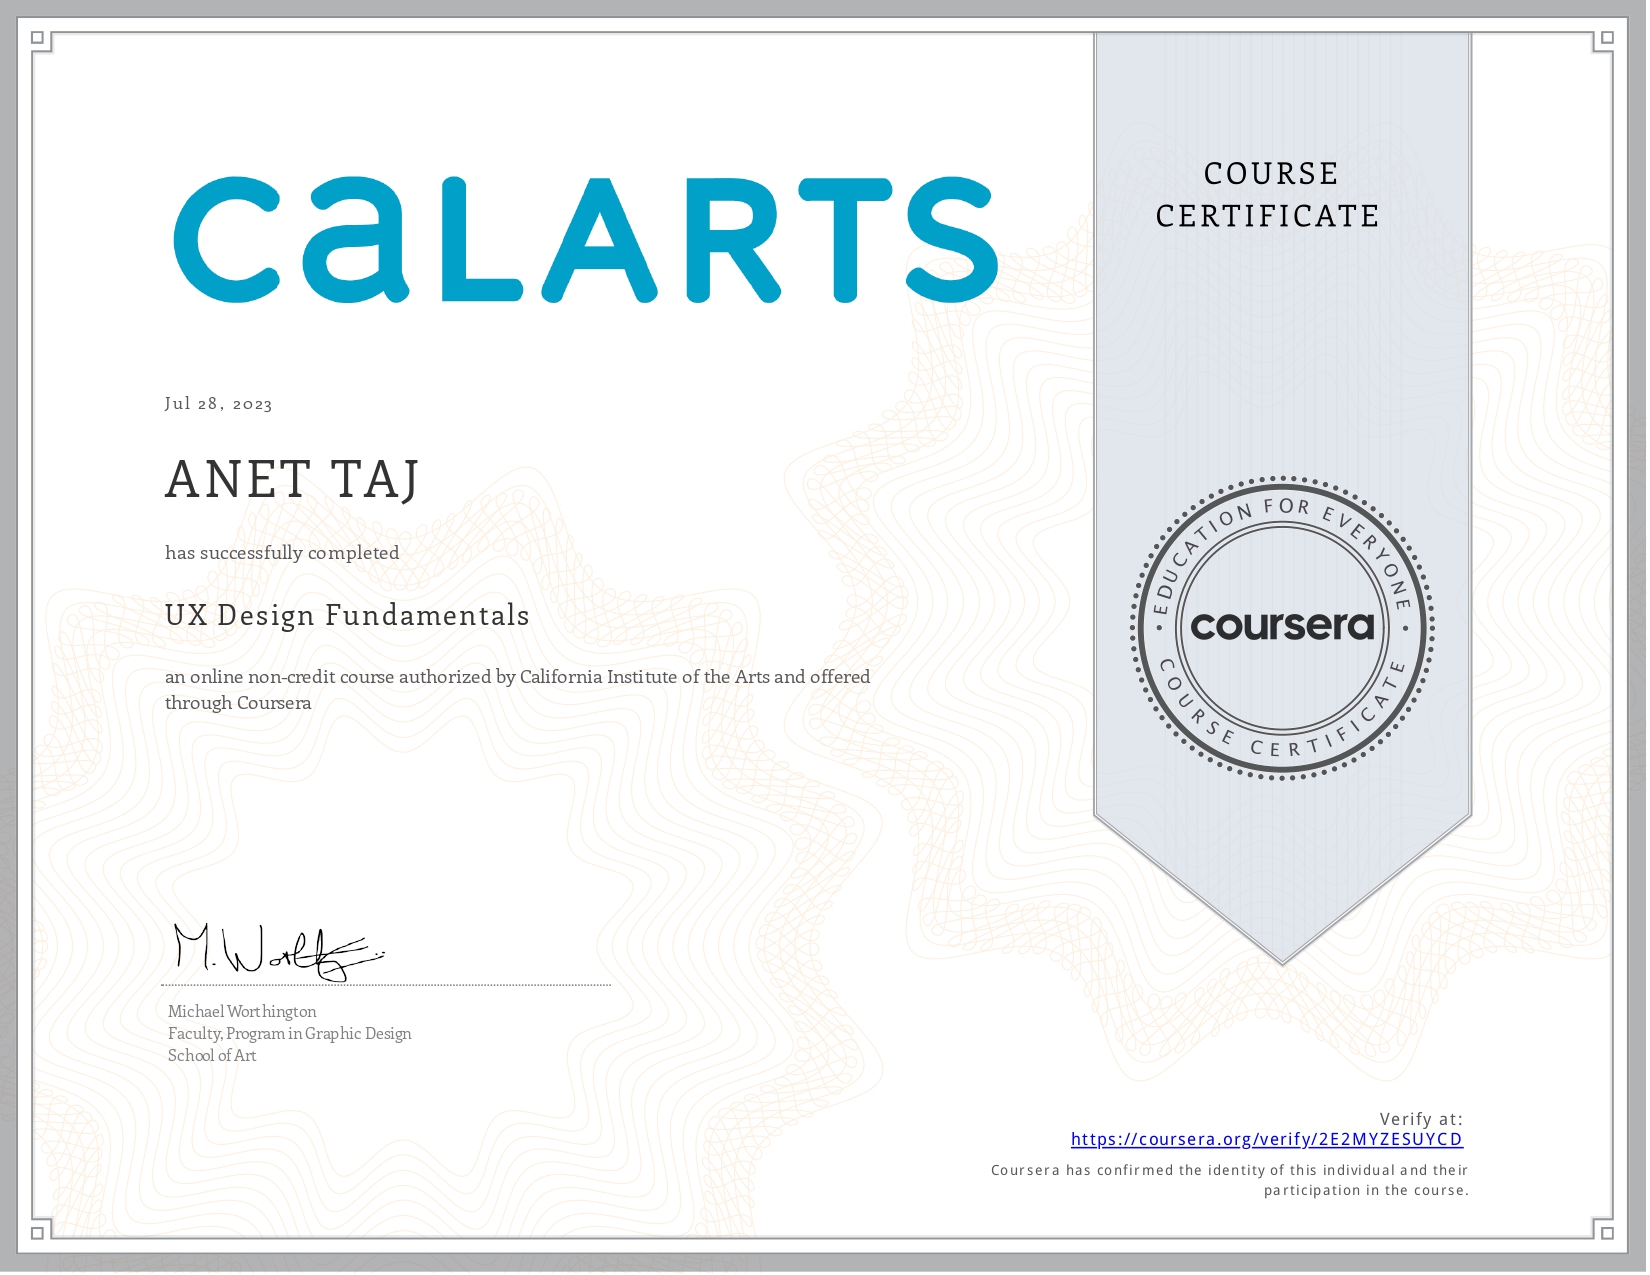 CaLARTS
COURSE
CERTIFICATE
Jul 28, 2023
ANET TAJ
has successfully completed
UX Design Fundamentals
an online non-credit course authorized by California Institute of the Arts and offered
through Coursera
EDUCATION FOR EVERYONE
coursera
COURSE CERTIFICATE
Michael Worthington
Faculty, Program in Graphic Design
School of Art
Verify at:
https://coursera.org/verify/2E2MYZESUYCD
Coursera has confirmed the identity of this individual and their
participation in the course.